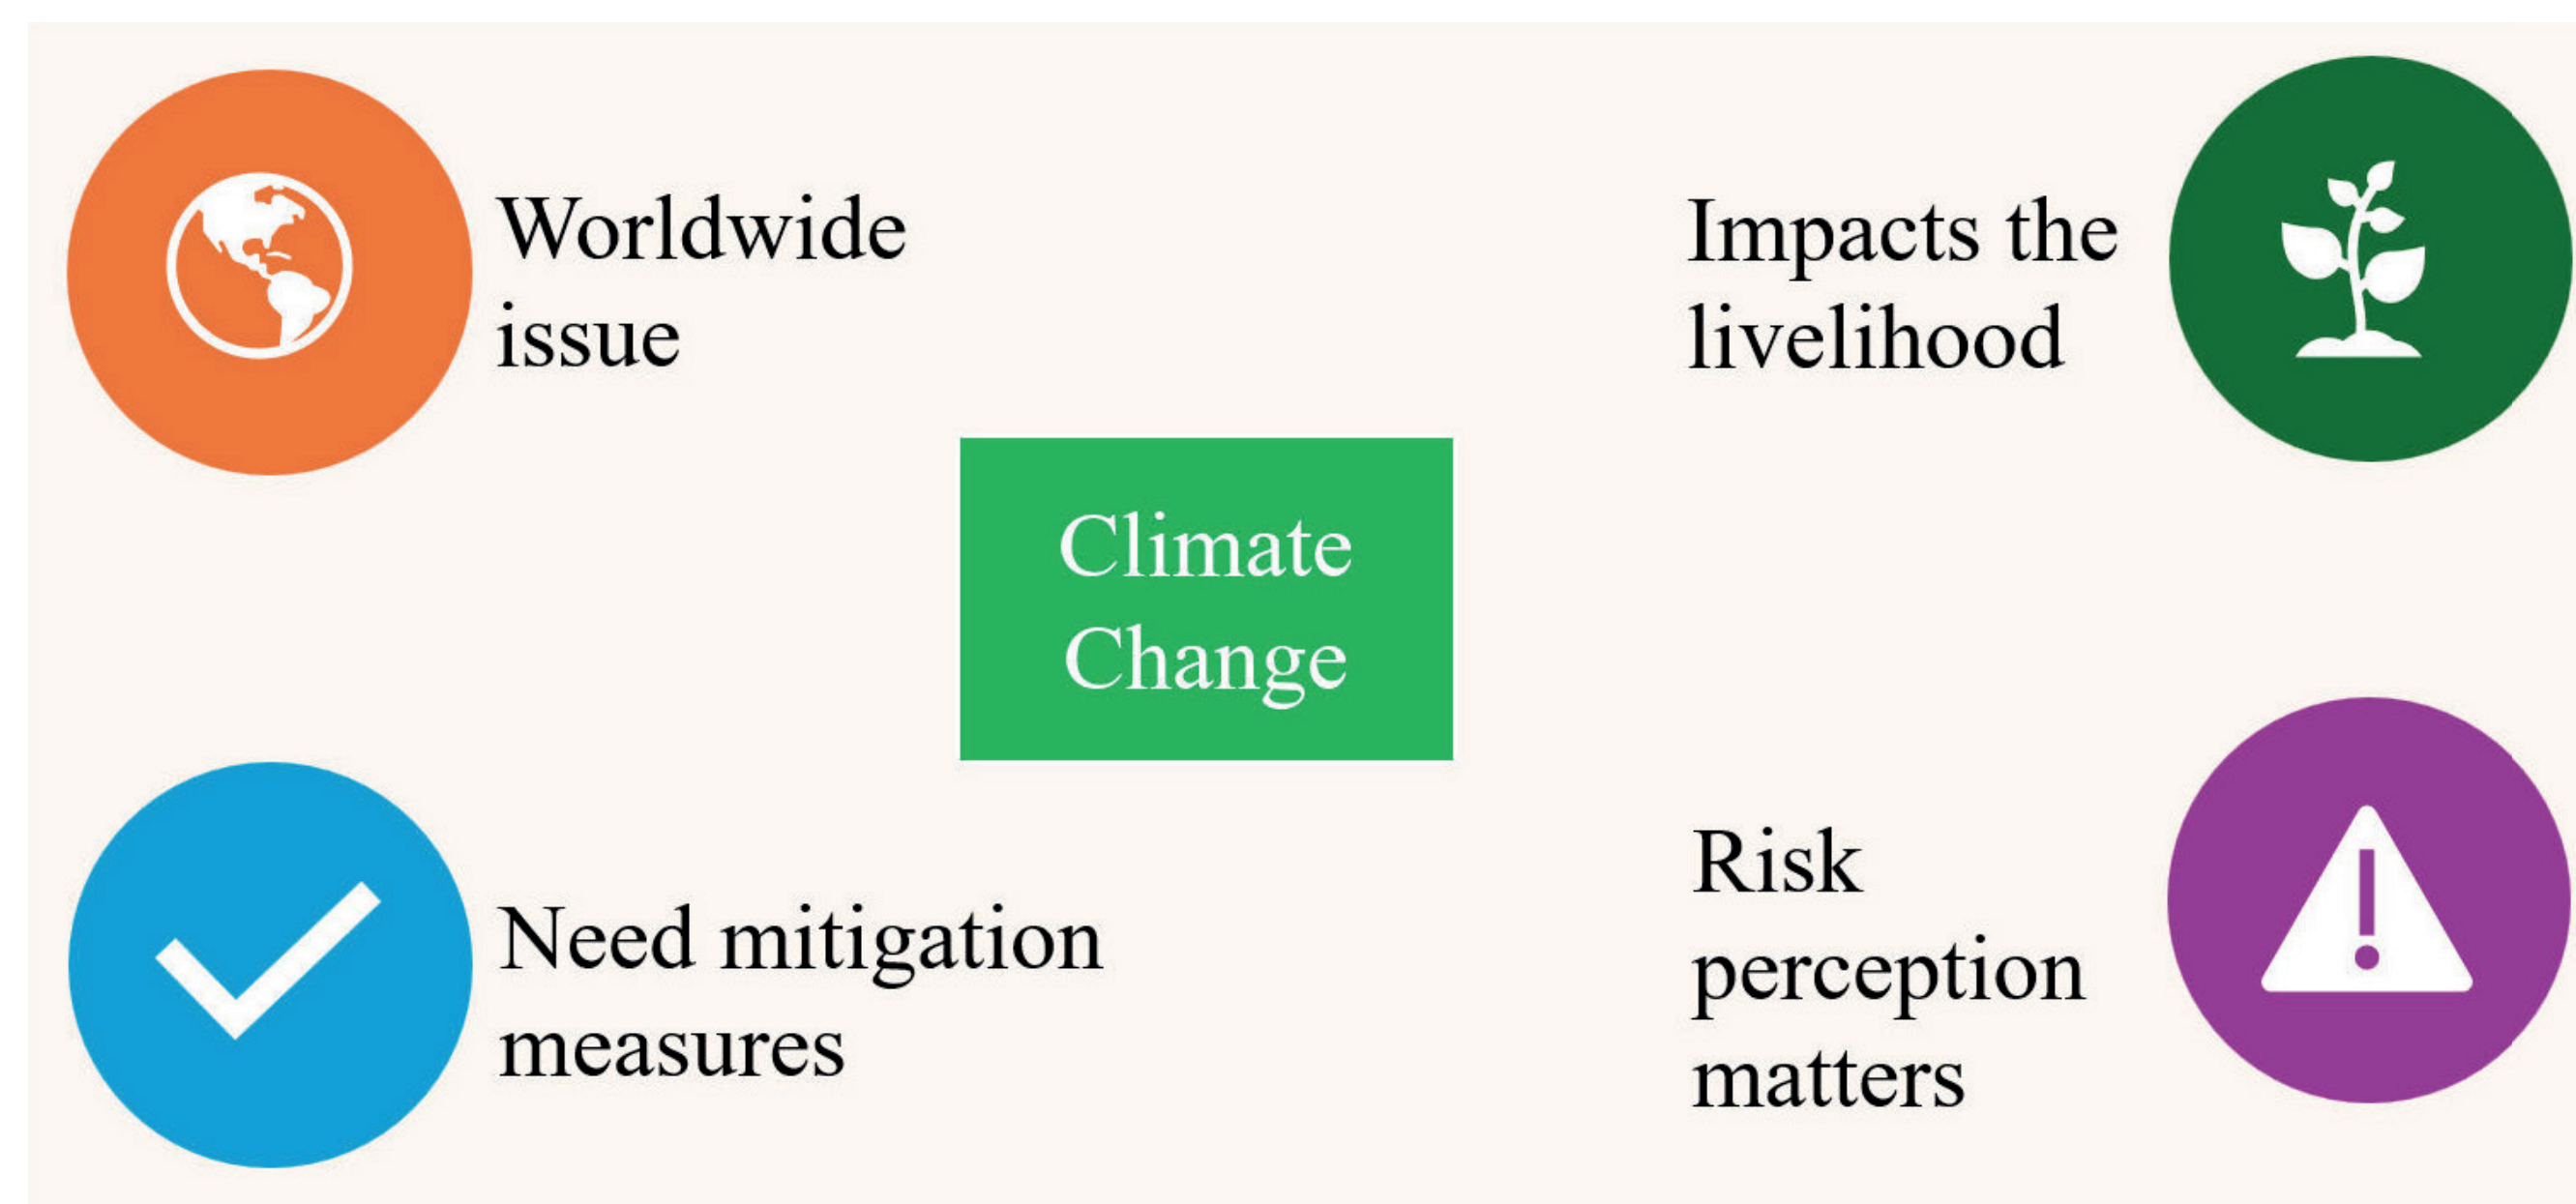 Worldwide
issue
Impacts the
livelihood
Climate
Change
Need mitigation
measures
Risk
perception
matters